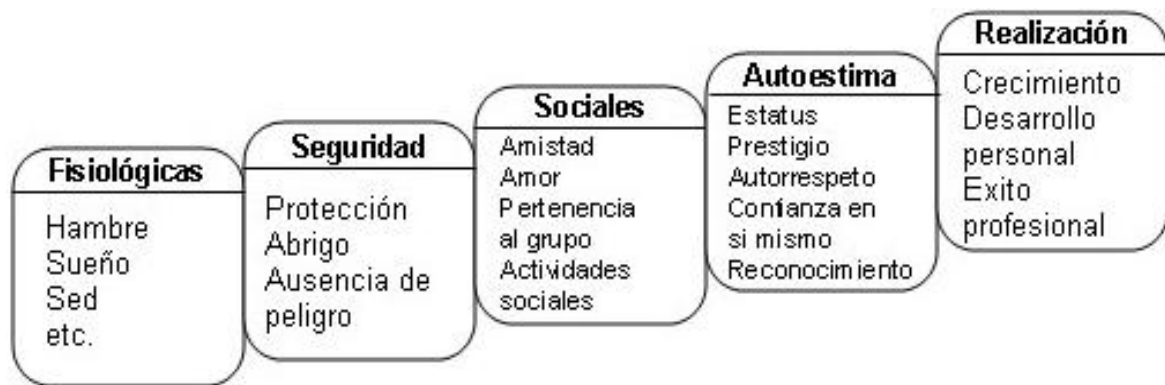 Fisiológicas
Hambre
Sueño
Sed
etc.
Seguridad
Protección
Abrigo
Ausencia de
peligro
Sociales
Amistad
Amor
Pertenencia
al grupo
Actividades
sociales
Autoestima
Estatus
Prestigio
Autorrespeto
Confianza en
si mismo
Reconocimiento
Realización
Crecimiento
Desarrollo
personal
Exito
profesional